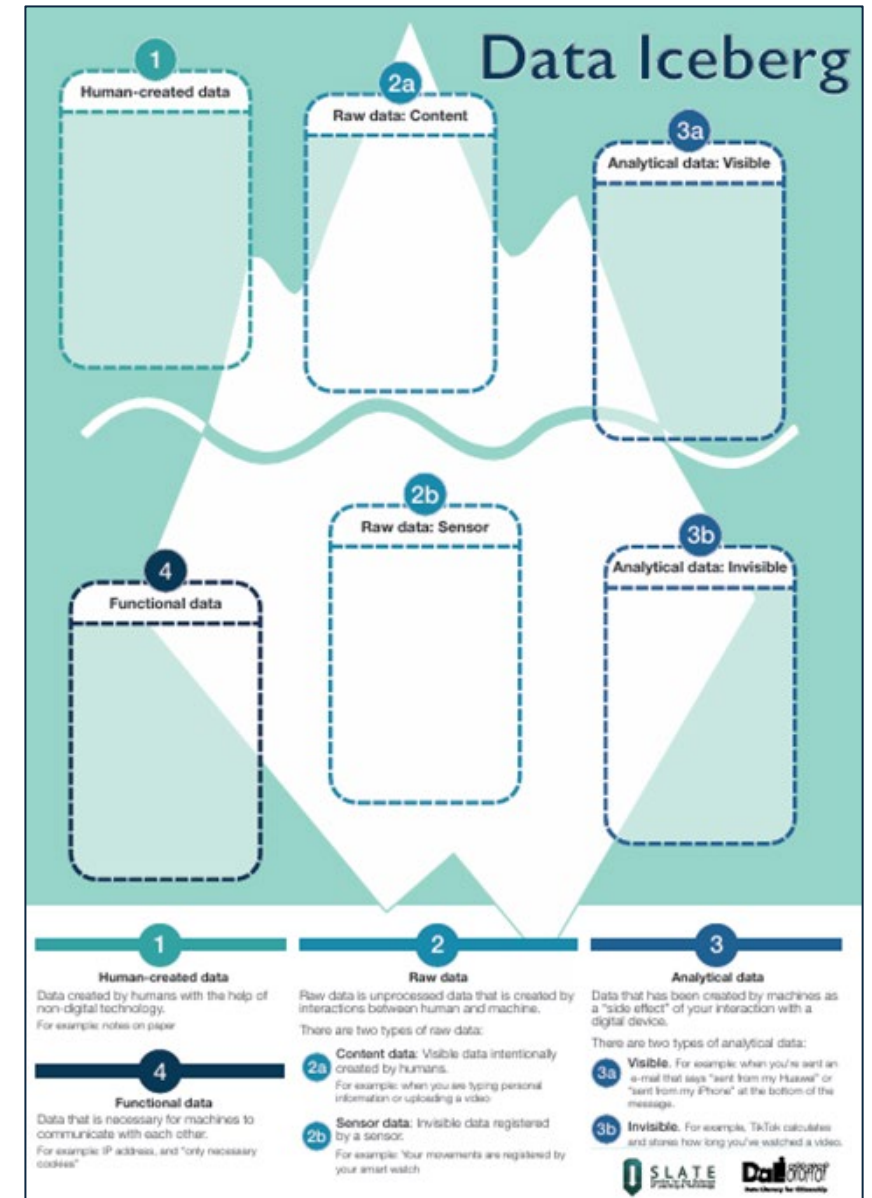 Data Iceberg
1
Human-created data
2a
Raw data: Content
3a
Analytical data: Visible
2b
Raw data: Sensor
3b
Analytical data: Invisible
4
Functional data
1
Human-created data
Data created by humans with the help of
non-digital technology.
For example: notes on paper
4
Functional data
Data that is necessary for machines to
communicate with each other.
For example: IP address, and "only necessary
cookies"
2
Raw data
Raw data is unprocessed data that is created by
interactions between human and machine.
There are two types of raw data:
2a
Content data: Visible data intentionally
created by humans.
For example: when you are typing personal
information or uploading a video
2b
Sensor data: Invisible data registered
by a sensor.
For example: Your movements are registered by
your smart watch
3
Analytical data
Data that has been created by machines as
a "side effect" of your interaction with a
digital device.
There are two types of analytical data:
3a
Visible. For example: when you're sent an
e-mail that says "sent from my Huawei" or
"sent from my iPhone" at the bottom of the
message.
3b
Invisible. For example, TikTok calculates
and stores how long you've watched a video.
SLATE
Data Literacy for Citizenship